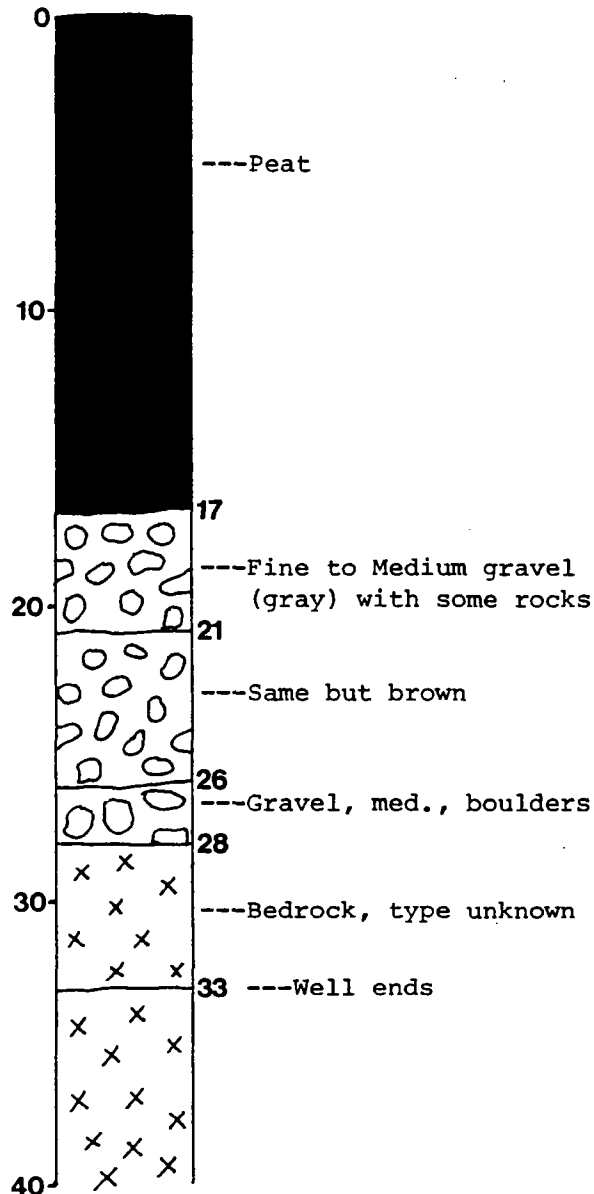 0
---Peat
10-
17
---Fine to Medium gravel
(gray) with some rocks
20-
21
---Same but brown
26
---Gravel, med., boulders
28
30-
---Bedrock, type unknown
33 ---Well ends
40-